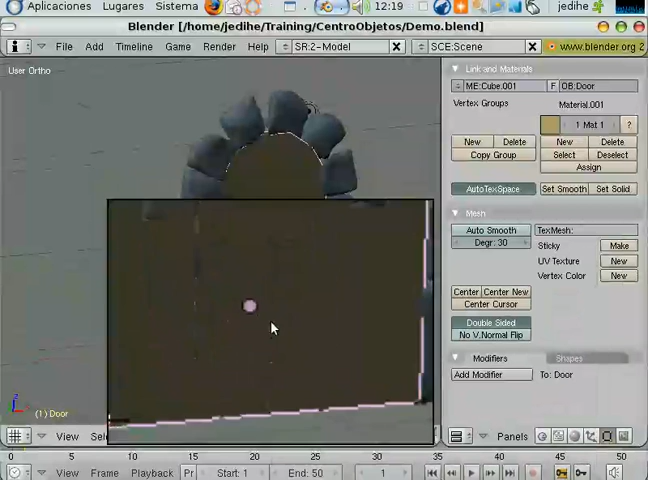 Aplicaciones Lugares Sistema 12:19 jedihe
Blender [/home/jedihe/Training/CentroObjetos/Demo.blend]
File Add Timeline Game Render Help SR:2-Model SCE:Scene www.blender.org 2
User Ortho
Link and Materials
ME:Cube.001 F OB:Door
Vertex Groups Material.001
1 Mat 1 ?
New Delete New Delete
Copy Group Select Deselect
Assign
AutoTexSpace Set Smooth Set Solid
Mesh
Auto Smooth TexMesh:
Degr: 30 Sticky Make
UV Texture New
Vertex Color New
Center Center New
Center Cursor
Double Sided
No V.Normal Flip
Modifiers Shapes
Add Modifier To: Door
z
(1) Door
View Sel Panels
0 5 10 15 20 25 30 35 40 45 50
View Frame Playback Pr Start: 1 End: 50 1